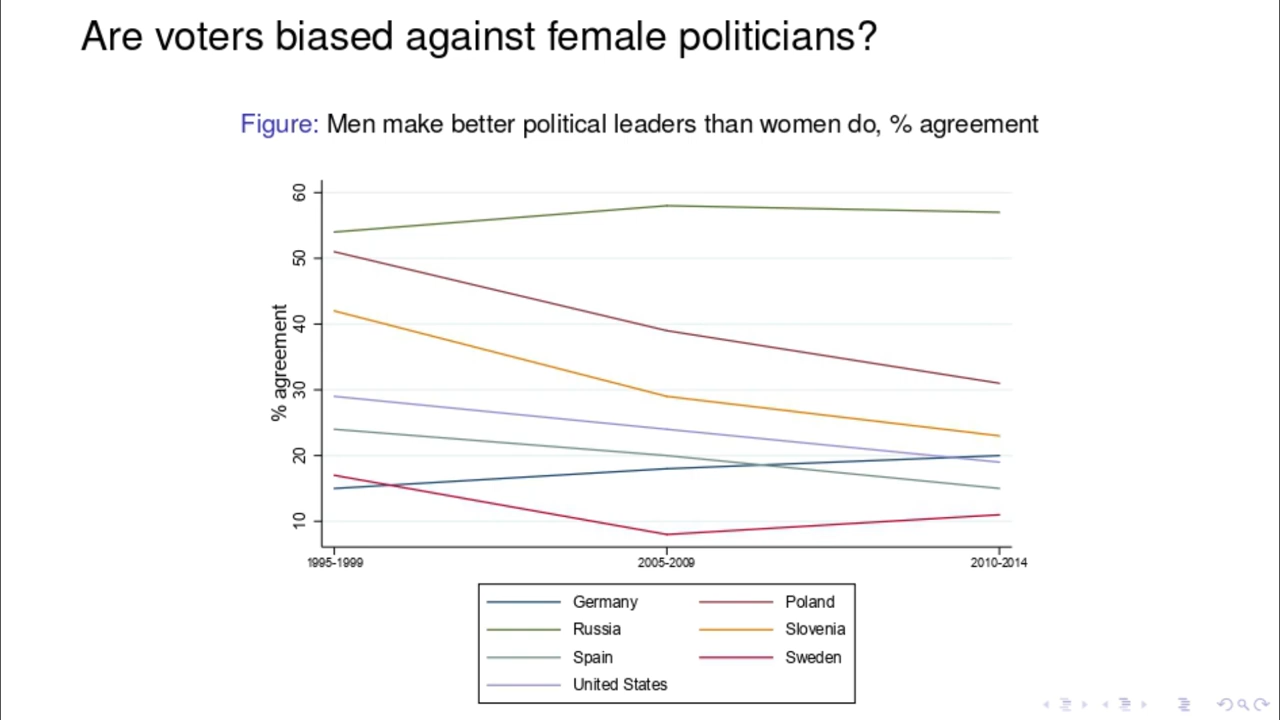 Are voters biased against female politicians?
Figure: Men make better political leaders than women do, % agreement
% agreement
60
50
40
30
20
10
1995-1999 2005-2009 2010-2014
Germany Poland
Russia Slovenia
Spain Sweden
United States